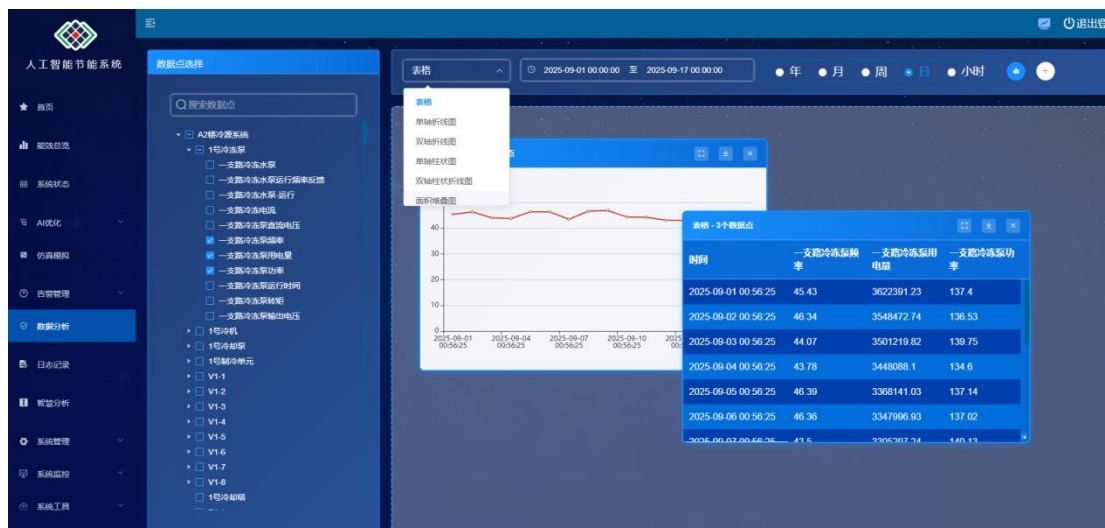 人工智能节能系统
首页
能效总览
系统状态
AI优化
仿真模拟
告警管理
数据分析
日志记录
智慧分析
系统管理
系统监控
系统工具
退出登
数据点选择
搜索数据点
A2楼冷源系统
1号冷冻泵
一支路冷冻水泵
一支路冷冻水泵运行频率反馈
一支路冷冻水泵-运行
一支路冷冻电流
一支路冷冻泵直流电压
一支路冷冻泵频率
一支路冷冻泵用电量
一支路冷冻泵功率
一支路冷冻泵运行时间
一支路冷冻泵转矩
一支路冷冻泵输出电压
1号冷机
1号冷却泵
1号制冷单元
V1-1
V1-2
V1-3
V1-4
V1-5
V1-6
V1-7
V1-8
1号冷却塔
表格
2025-09-01 00:00:00 至 2025-09-17 00:00:00
年 月 周 日 小时
表格
单轴折线图
双轴折线图
单轴柱状图
双轴柱状折线图
面积堆叠图
40
30
20
10
0
2025-09-01 2025-09-04 2025-09-07 2025-09-10 2025
00:56:25 00:56:25 00:56:25 00:56:25 00:
表格 - 3个数据点
时间 一支路冷冻泵频率 一支路冷冻泵用电量 一支路冷冻泵功率
2025-09-01 00:56:25 45.43 3622391.23 137.4
2025-09-02 00:56:25 46.34 3548472.74 136.53
2025-09-03 00:56:25 44.07 3501219.82 139.75
2025-09-04 00:56:25 43.78 3448088.1 134.6
2025-09-05 00:56:25 46.39 3368141.03 137.14
2025-09-06 00:56:25 46.36 3347996.93 137.02
2025-09-07 00:56:25 43.5 3305207.24 140.13